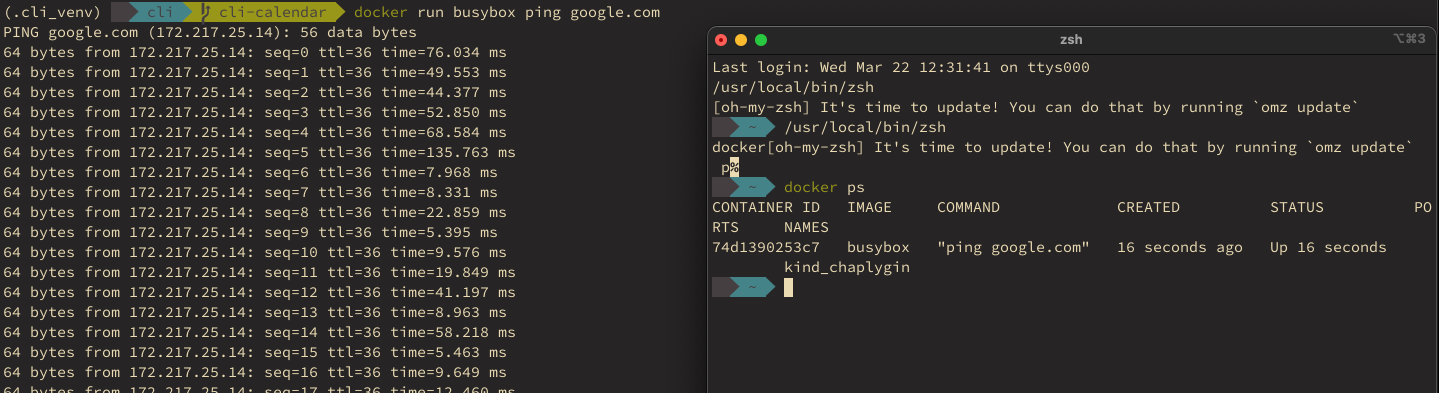 (.cli_venv) cli cli-calendar docker run busybox ping google.com
PING google.com (172.217.25.14): 56 data bytes
64 bytes from 172.217.25.14: seq=0 ttl=36 time=76.034 ms
64 bytes from 172.217.25.14: seq=1 ttl=36 time=49.553 ms
64 bytes from 172.217.25.14: seq=2 ttl=36 time=44.377 ms
64 bytes from 172.217.25.14: seq=3 ttl=36 time=52.850 ms
64 bytes from 172.217.25.14: seq=4 ttl=36 time=68.584 ms
64 bytes from 172.217.25.14: seq=5 ttl=36 time=135.763 ms
64 bytes from 172.217.25.14: seq=6 ttl=36 time=7.968 ms
64 bytes from 172.217.25.14: seq=7 ttl=36 time=8.331 ms
64 bytes from 172.217.25.14: seq=8 ttl=36 time=22.859 ms
64 bytes from 172.217.25.14: seq=9 ttl=36 time=5.395 ms
64 bytes from 172.217.25.14: seq=10 ttl=36 time=9.576 ms
64 bytes from 172.217.25.14: seq=11 ttl=36 time=19.849 ms
64 bytes from 172.217.25.14: seq=12 ttl=36 time=41.197 ms
64 bytes from 172.217.25.14: seq=13 ttl=36 time=8.963 ms
64 bytes from 172.217.25.14: seq=14 ttl=36 time=58.218 ms
64 bytes from 172.217.25.14: seq=15 ttl=36 time=5.463 ms
64 bytes from 172.217.25.14: seq=16 ttl=36 time=9.649 ms
64 bytes from 172.217.25.14: seq=17 ttl=36 time=12.460 ms
zsh ⌥⌘3
Last login: Wed Mar 22 12:31:41 on ttys000
/usr/local/bin/zsh
[oh-my-zsh] It's time to update! You can do that by running `omz update`
~ /usr/local/bin/zsh
docker[oh-my-zsh] It's time to update! You can do that by running `omz update`
p%
~ docker ps
CONTAINER ID IMAGE COMMAND CREATED STATUS PO
RTS NAMES
74d1390253c7 busybox "ping google.com" 16 seconds ago Up 16 seconds
kind_chaplygin
~